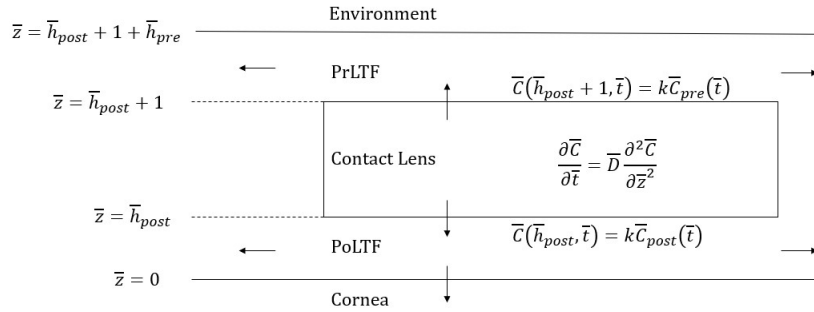 Environment
z̅ = h̅_post + 1 + h̅_pre
PrLTF
C̅(h̅_post + 1, t̅) = kC̅_pre(t̅)
z̅ = h̅_post + 1
Contact Lens
∂C̅/∂t̅ = D̅ ∂²C̅/∂z̅²
z̅ = h̅_post
C̅(h̅_post, t̅) = kC̅_post(t̅)
PoLTF
z̅ = 0
Cornea